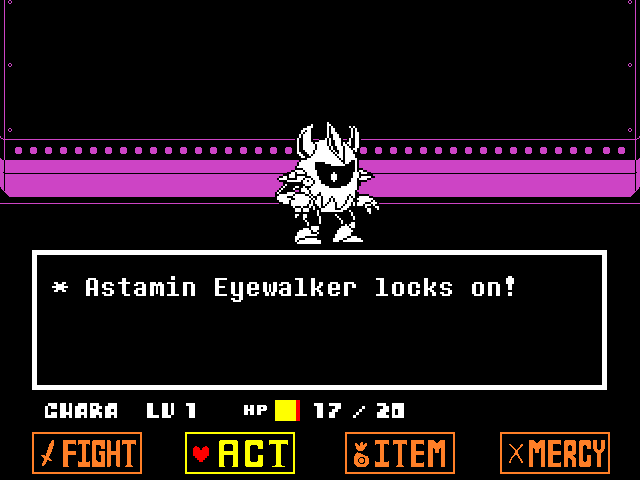 * Astamin Eyewalker locks on!
CHARA LV 1 HP 17 / 20
FIGHT ACT ITEM MERCY